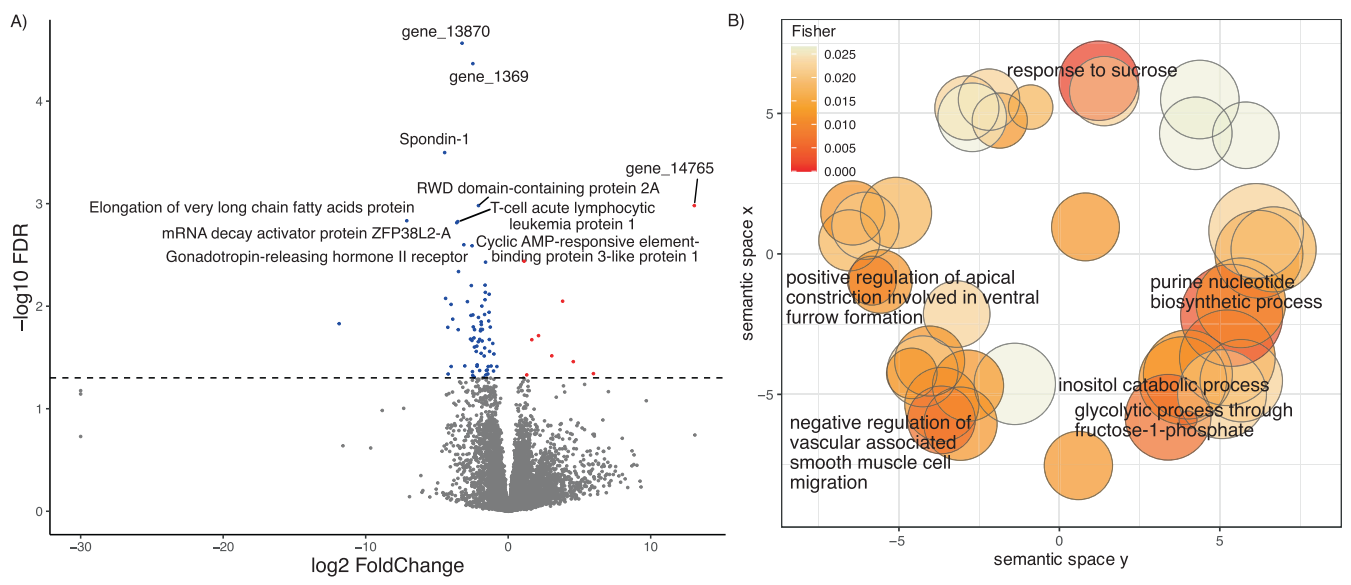 A)
gene_13870
gene_1369
Spondin-1
gene_14765
RWD domain-containing protein 2A
Elongation of very long chain fatty acids protein
T-cell acute lymphocytic
leukemia protein 1
mRNA decay activator protein ZFP38L2-A
Cyclic AMP-responsive element-
binding protein 3-like protein 1
Gonadotropin-releasing hormone II receptor
−log10 FDR
4
3
2
1
0
−30
−20
−10
0
10
log2 FoldChange
B)
Fisher
0.025
0.020
0.015
0.010
0.005
0.000
response to sucrose
positive regulation of apical
constriction involved in ventral
furrow formation
purine nucleotide
biosynthetic process
inositol catabolic process
glycolytic process through
fructose-1-phosphate
negative regulation of
vascular associated
smooth muscle cell
migration
semantic space x
5
0
−5
−5
0
5
semantic space y